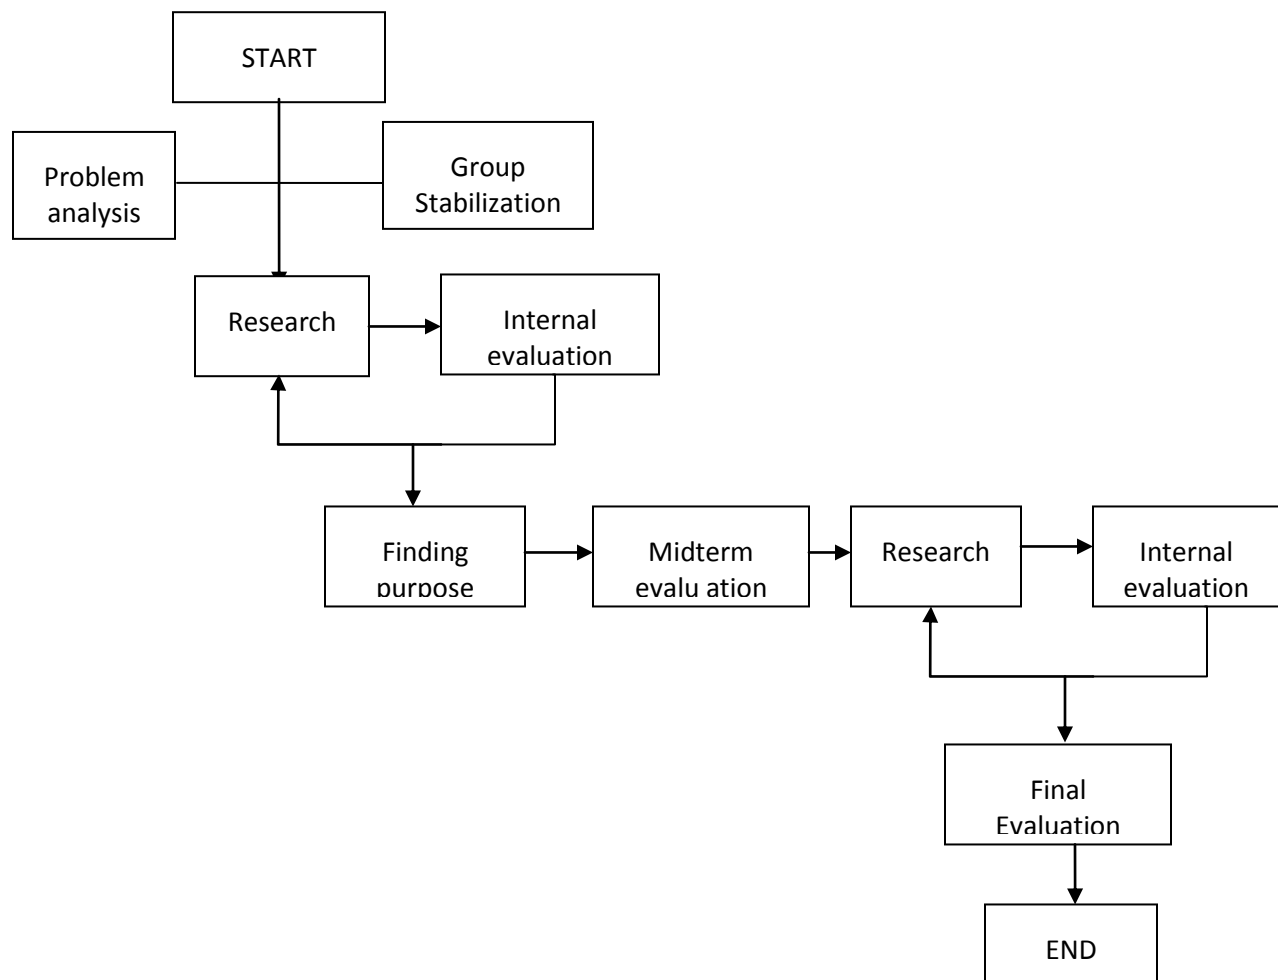 START
Problem
analysis
Group
Stabilization
Research
Internal
evaluation
Finding
purpose
Midterm
evalu ation
Research
Internal
evaluation
Final
Evaluation
END